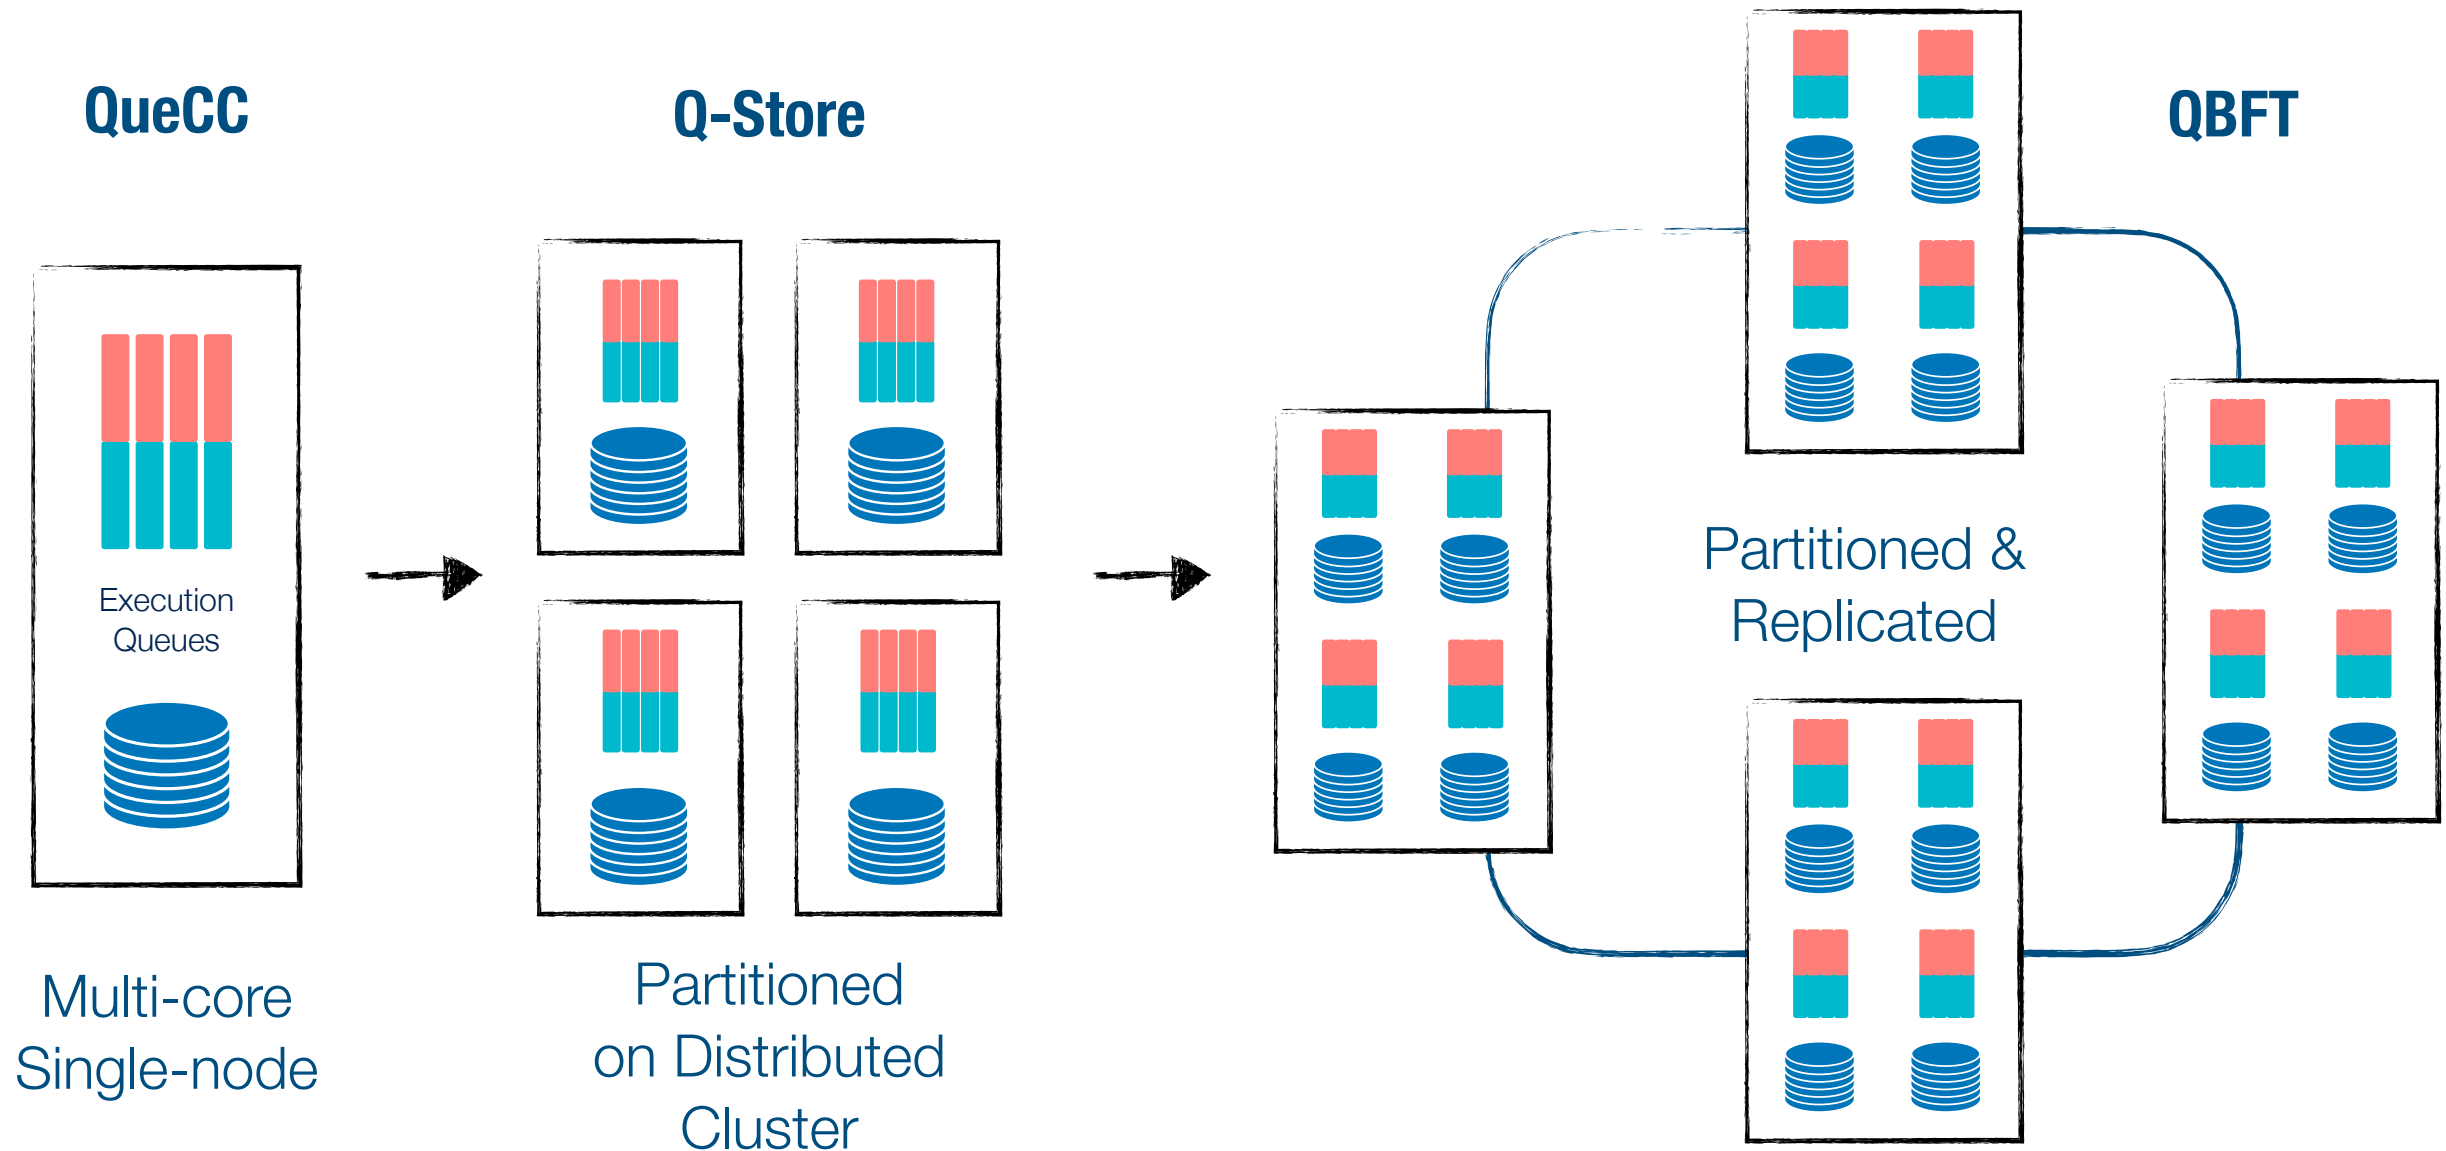 QueCC
Execution
Queues
Multi-core
Single-node
Q-Store
Partitioned
on Distributed
Cluster
QBFT
Partitioned &
Replicated